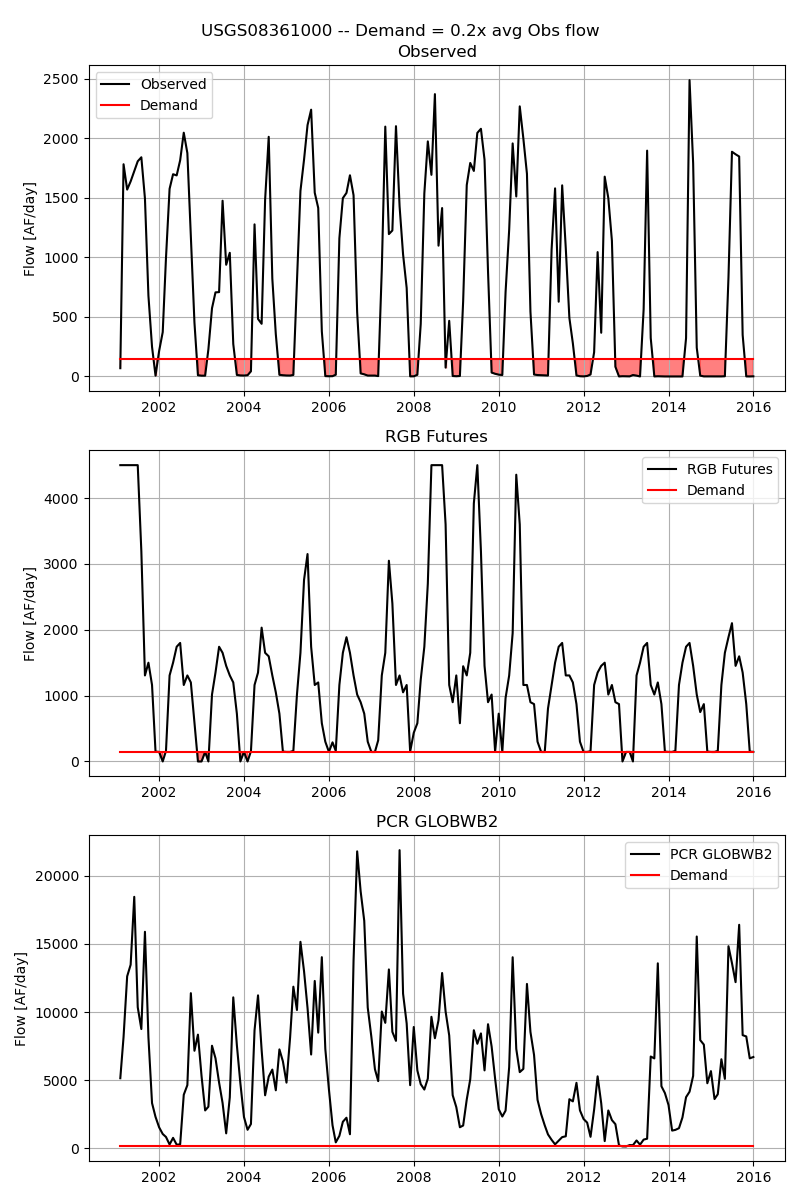 USGS08361000 -- Demand = 0.2x avg Obs flow
Observed
Flow [AF/day]
2500
2000
1500
1000
500
0
Observed
Demand
2002 2004 2006 2008 2010 2012 2014 2016
RGB Futures
Flow [AF/day]
4000
3000
2000
1000
0
RGB Futures
Demand
2002 2004 2006 2008 2010 2012 2014 2016
PCR GLOBWB2
Flow [AF/day]
20000
15000
10000
5000
0
PCR GLOBWB2
Demand
2002 2004 2006 2008 2010 2012 2014 2016